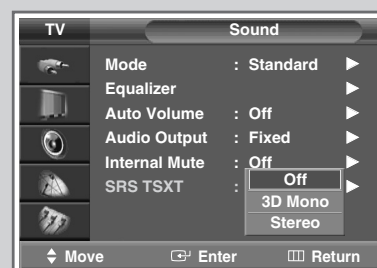 TV Sound
Mode : Standard
Equalizer
Auto Volume : Off
Audio Output : Fixed
Internal Mute : Off
SRS TSXT :
Off
3D Mono
Stereo
Move Enter Return